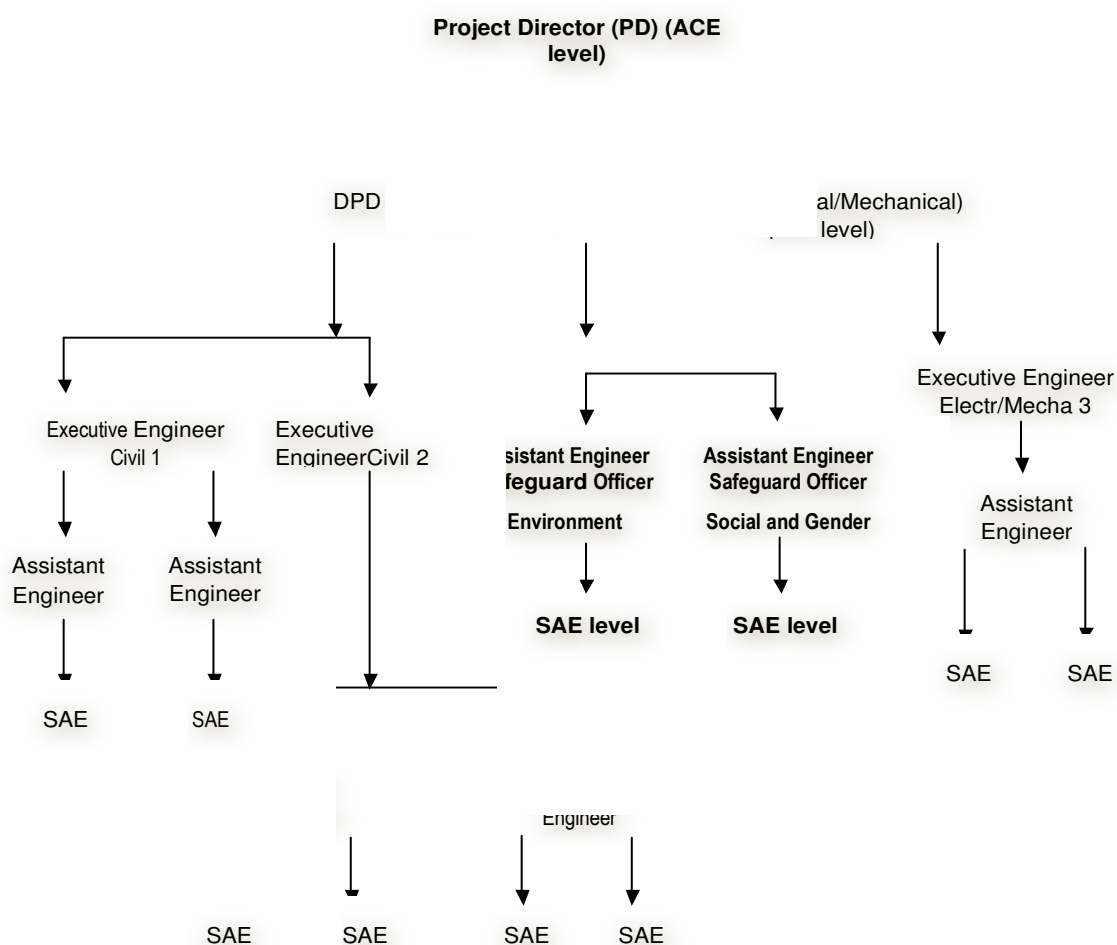 Project Director (PD) (ACE
level)
DPD
al/Mechanical)
level)
Executive Engineer
Electr/Mecha 3
Executive Engineer
Civil 1
Executive
EngineerCivil 2
sistant Engineer
feguard Officer
Environment
Assistant Engineer
Safeguard Officer
Social and Gender
Assistant
Engineer
Assistant
Engineer
Assistant
Engineer
SAE level
SAE level
SAE
SAE
SAE
SAE
Engineer
SAE
SAE
SAE
SAE